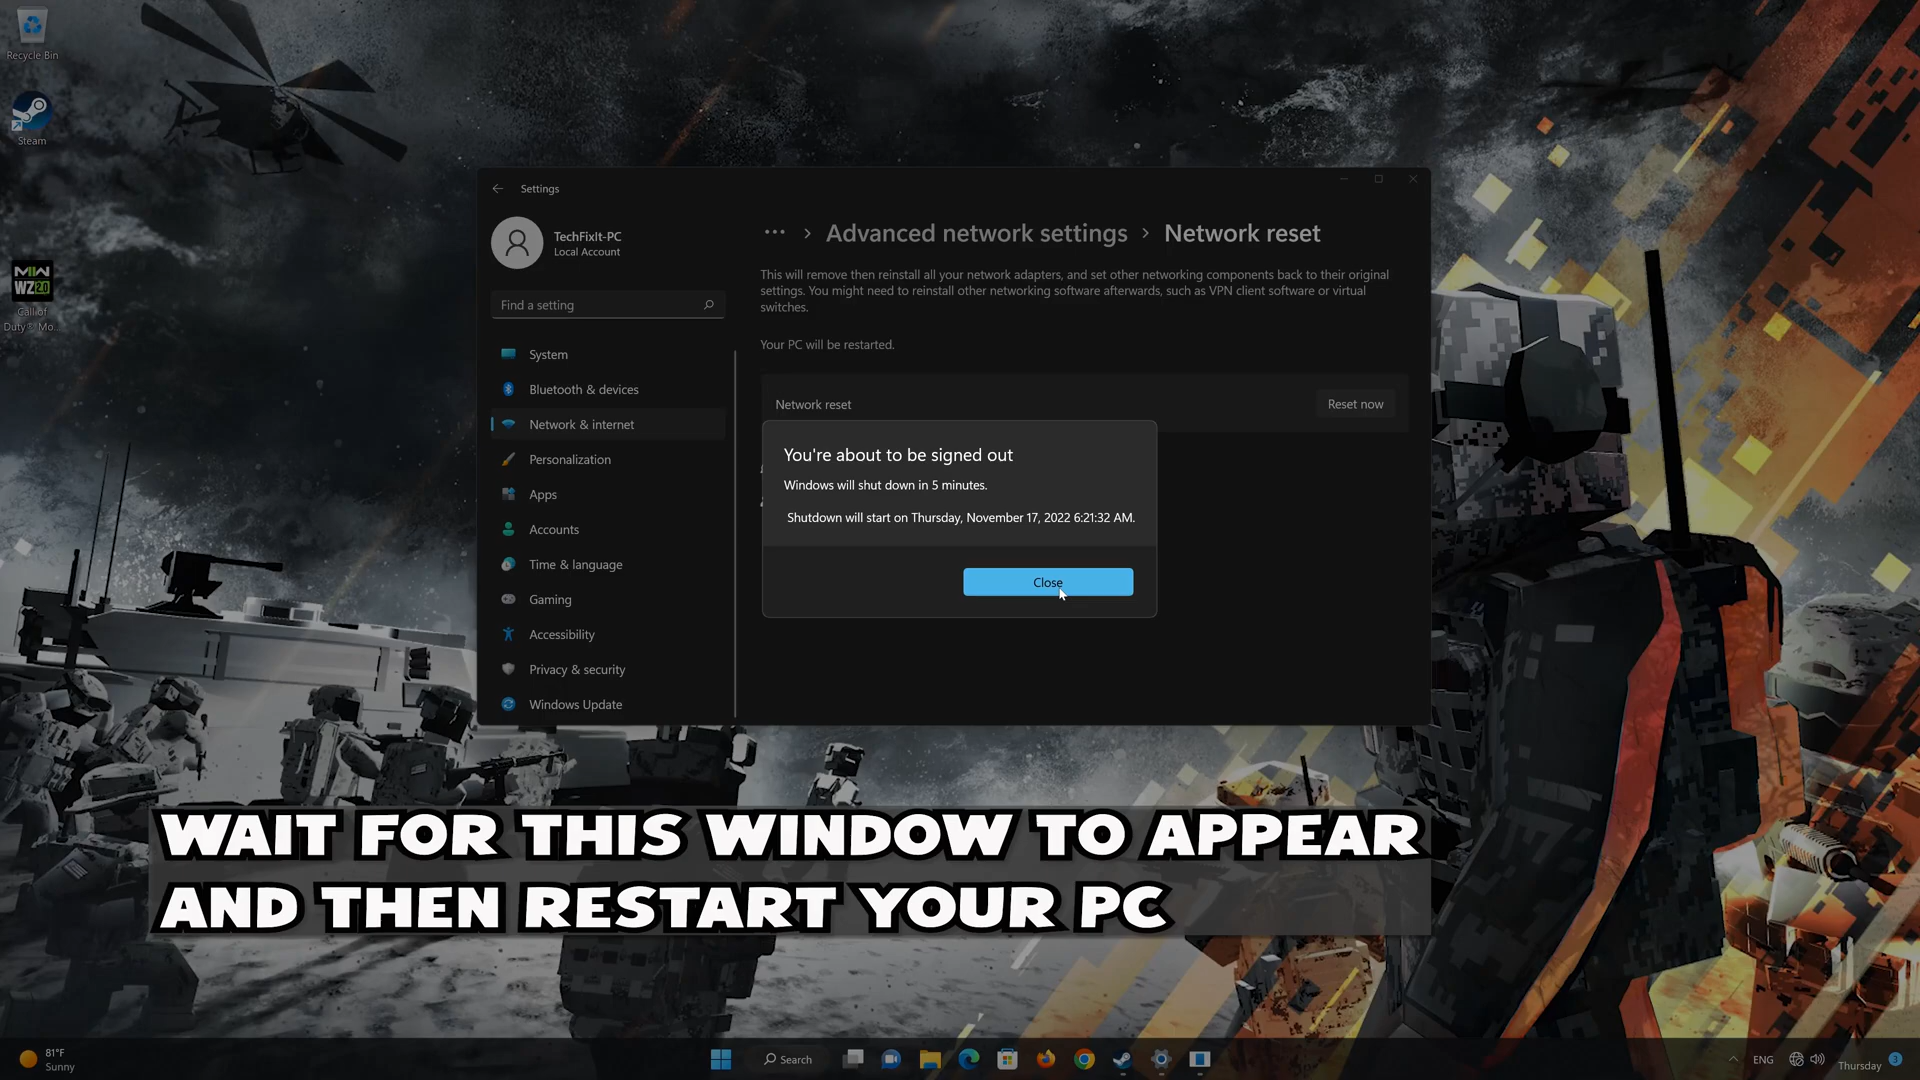 Recycle Bin
Steam
MW
WZ 2.0
Call of
Duty® Mo...
Settings
TechFixIt-PC
Local Account
Find a setting
System
Bluetooth & devices
Network & internet
Personalization
Apps
Accounts
Time & language
Gaming
Accessibility
Privacy & security
Windows Update
... > Advanced network settings > Network reset
This will remove then reinstall all your network adapters, and set other networking components back to their original
settings. You might need to reinstall other networking software afterwards, such as VPN client software or virtual
switches.
Your PC will be restarted.
Network reset
Reset now
You're about to be signed out
Windows will shut down in 5 minutes.
Shutdown will start on Thursday, November 17, 2022 6:21:32 AM.
Close
WAIT FOR THIS WINDOW TO APPEAR
AND THEN RESTART YOUR PC
81°F
Sunny
Search
ENG
Thursday
3